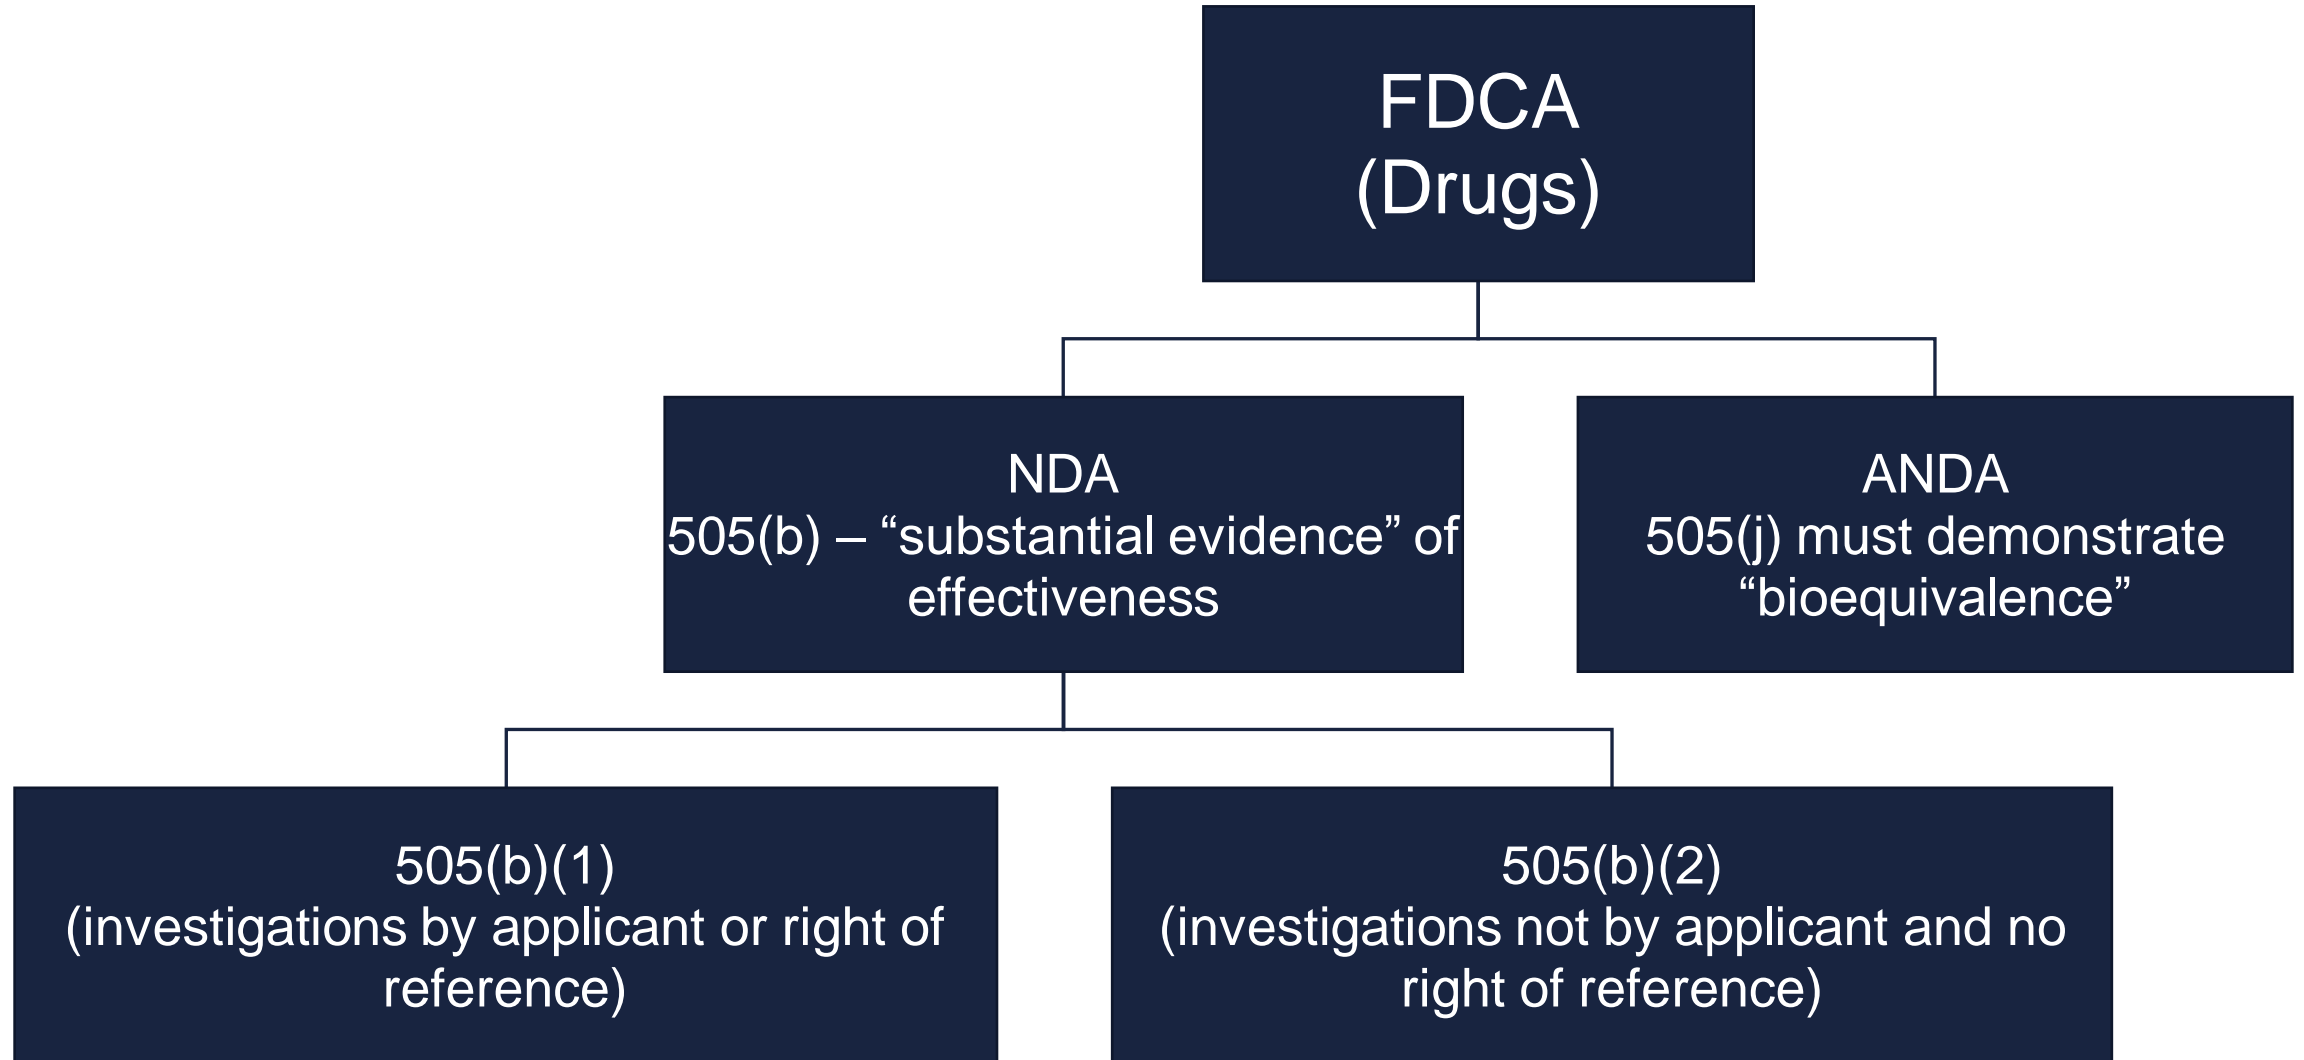 FDCA
(Drugs)
NDA
505(b) – “substantial evidence” of
effectiveness
ANDA
505(j) must demonstrate
“bioequivalence”
505(b)(1)
(investigations by applicant or right of
reference)
505(b)(2)
(investigations not by applicant and no
right of reference)